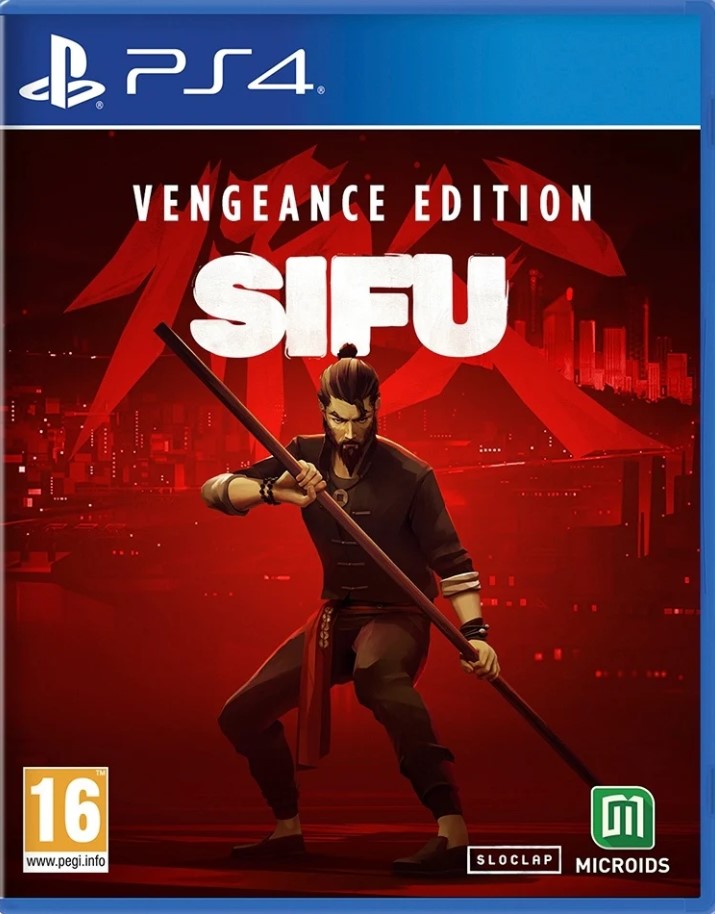 PS4
VENGEANCE EDITION
SIFU
16
www.pegi.info
SLOCLAP
MICROIDS